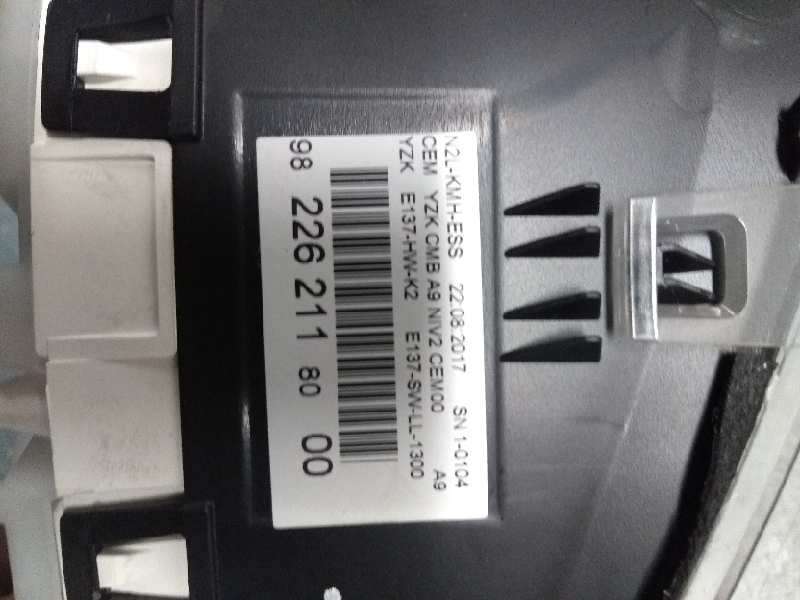 N2L-KMH-ESS 22.08.2017 SN 1-0104
CEM YZK CMB A9 NIV2 CEM00 A9
YZK E137-HW-K2 E137-SW-LL-1300
98 226 211 80 00